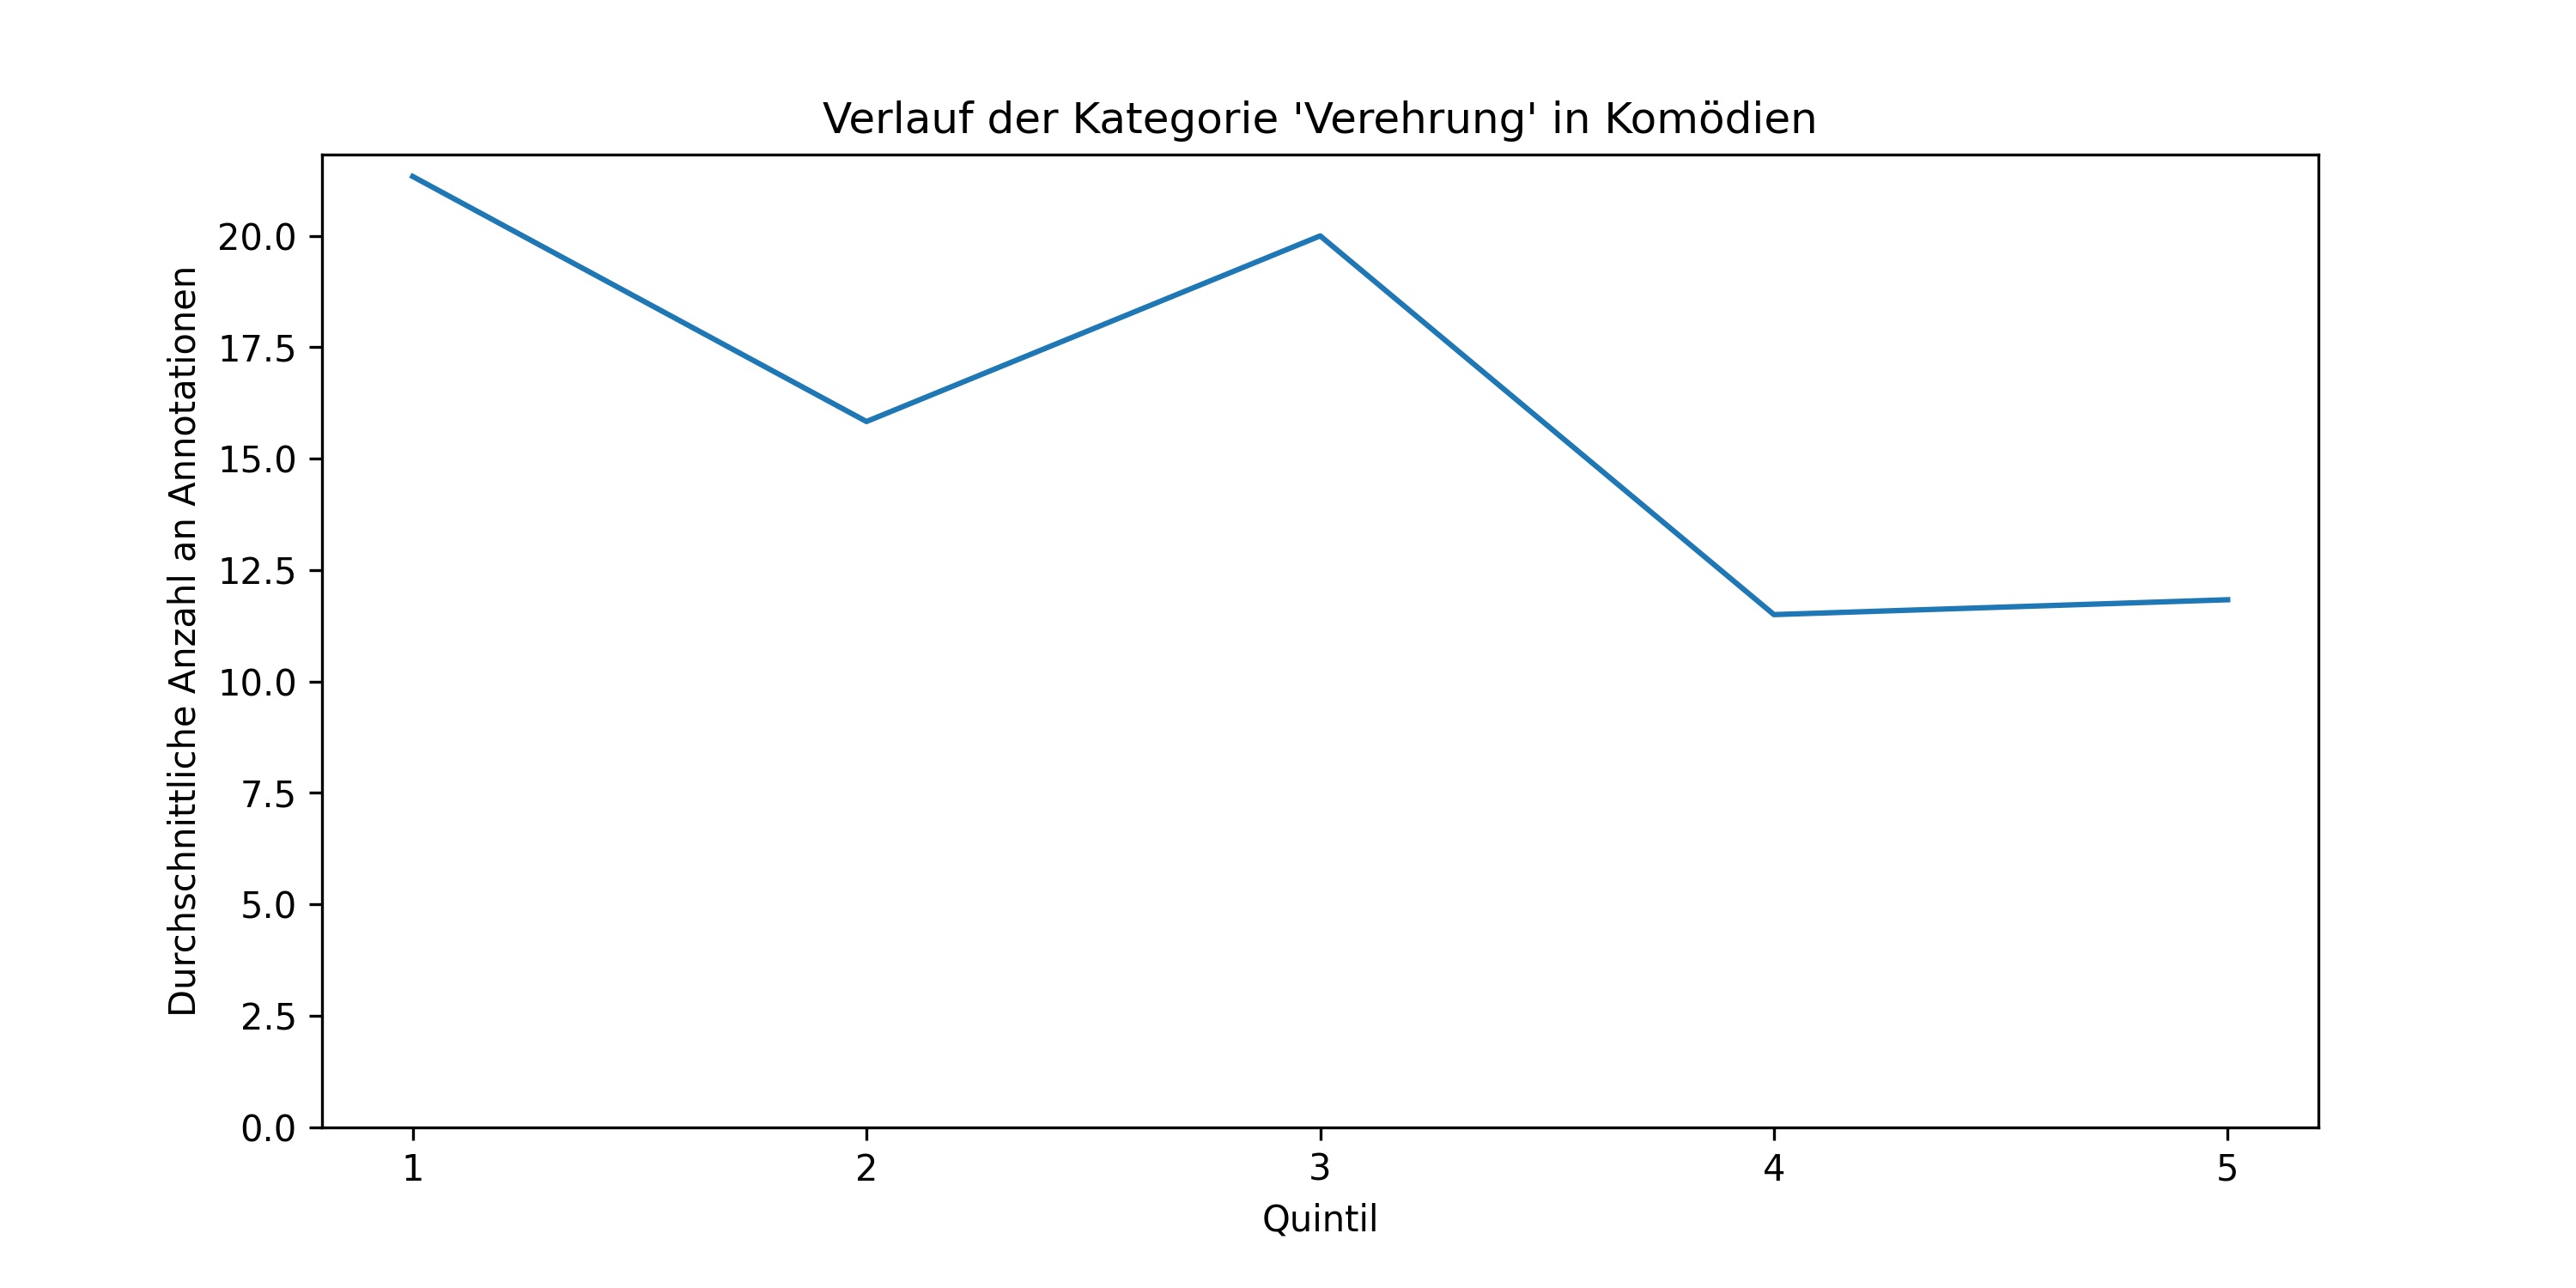 Verlauf der Kategorie 'Verehrung' in Komödien
Durchschnittliche Anzahl an Annotationen
20.0
17.5
15.0
12.5
10.0
7.5
5.0
2.5
0.0
1 2 3 4 5
Quintil